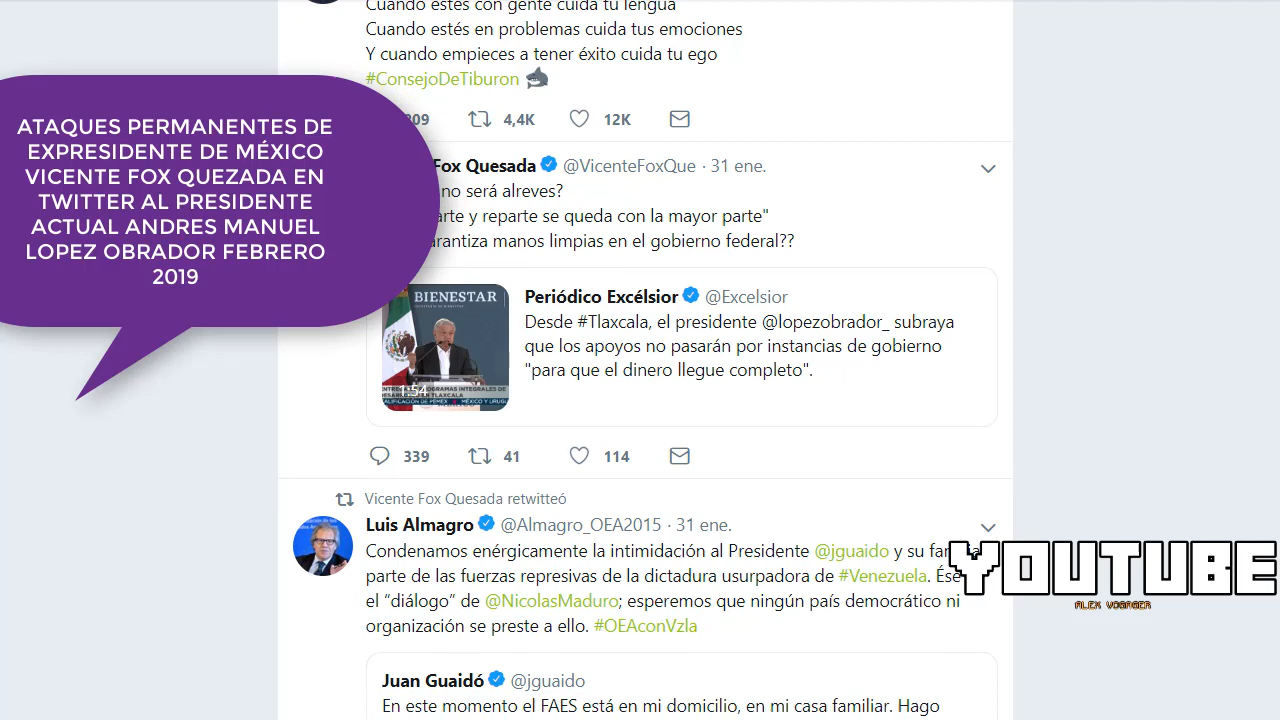 Cuando estés con gente cuida tu lengua
Cuando estés en problemas cuida tus emociones
Y cuando empieces a tener éxito cuida tu ego
#ConsejoDeTiburon
09 4,4K 12K
ATAQUES PERMANENTES DE
EXPRESIDENTE DE MÉXICO
VICENTE FOX QUEZADA EN
TWITTER AL PRESIDENTE
ACTUAL ANDRES MANUEL
LOPEZ OBRADOR FEBRERO
2019
Fox Quesada @VicenteFoxQue · 31 ene.
no será alreves?
arte y reparte se queda con la mayor parte"
arantiza manos limpias en el gobierno federal??
BIENESTAR
Periódico Excélsior @Excelsior
Desde #Tlaxcala, el presidente @lopezobrador_ subraya
que los apoyos no pasarán por instancias de gobierno
"para que el dinero llegue completo".
339 41 114
Vicente Fox Quesada retwitteó
Luis Almagro @Almagro_OEA2015 · 31 ene.
Condenamos enérgicamente la intimidación al Presidente @jguaido y su familia
parte de las fuerzas represivas de la dictadura usurpadora de #Venezuela. Ése
el “diálogo” de @NicolasMaduro; esperemos que ningún país democrático ni
organización se preste a ello. #OEAconVzla
YOUTUBE
Juan Guaidó @jguaido
En este momento el FAES está en mi domicilio, en mi casa familiar. Hago